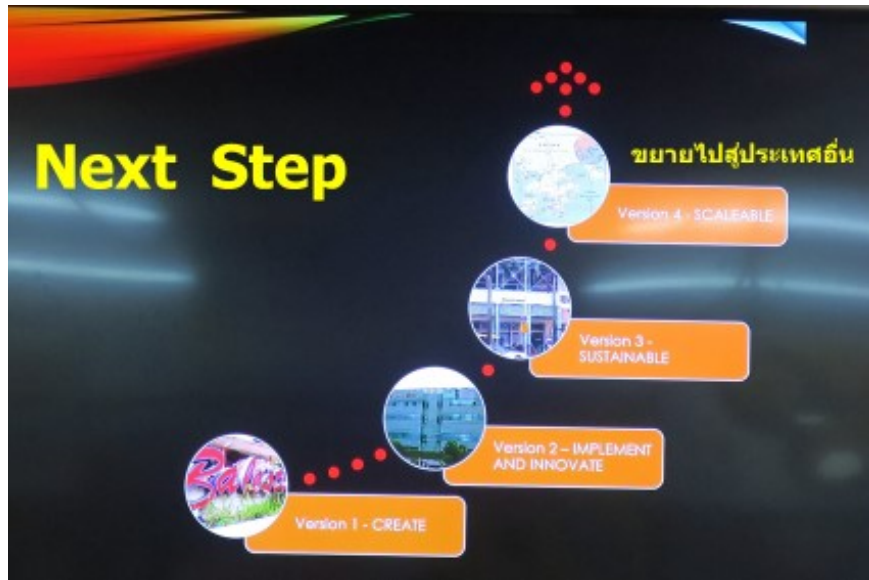 Next Step
ขยายไปสู่ประเทศอื่น
Version 4 - SCALEABLE
Version 3 -
SUSTAINABLE
Version 2 – IMPLEMENT
AND INNOVATE
Version 1 - CREATE